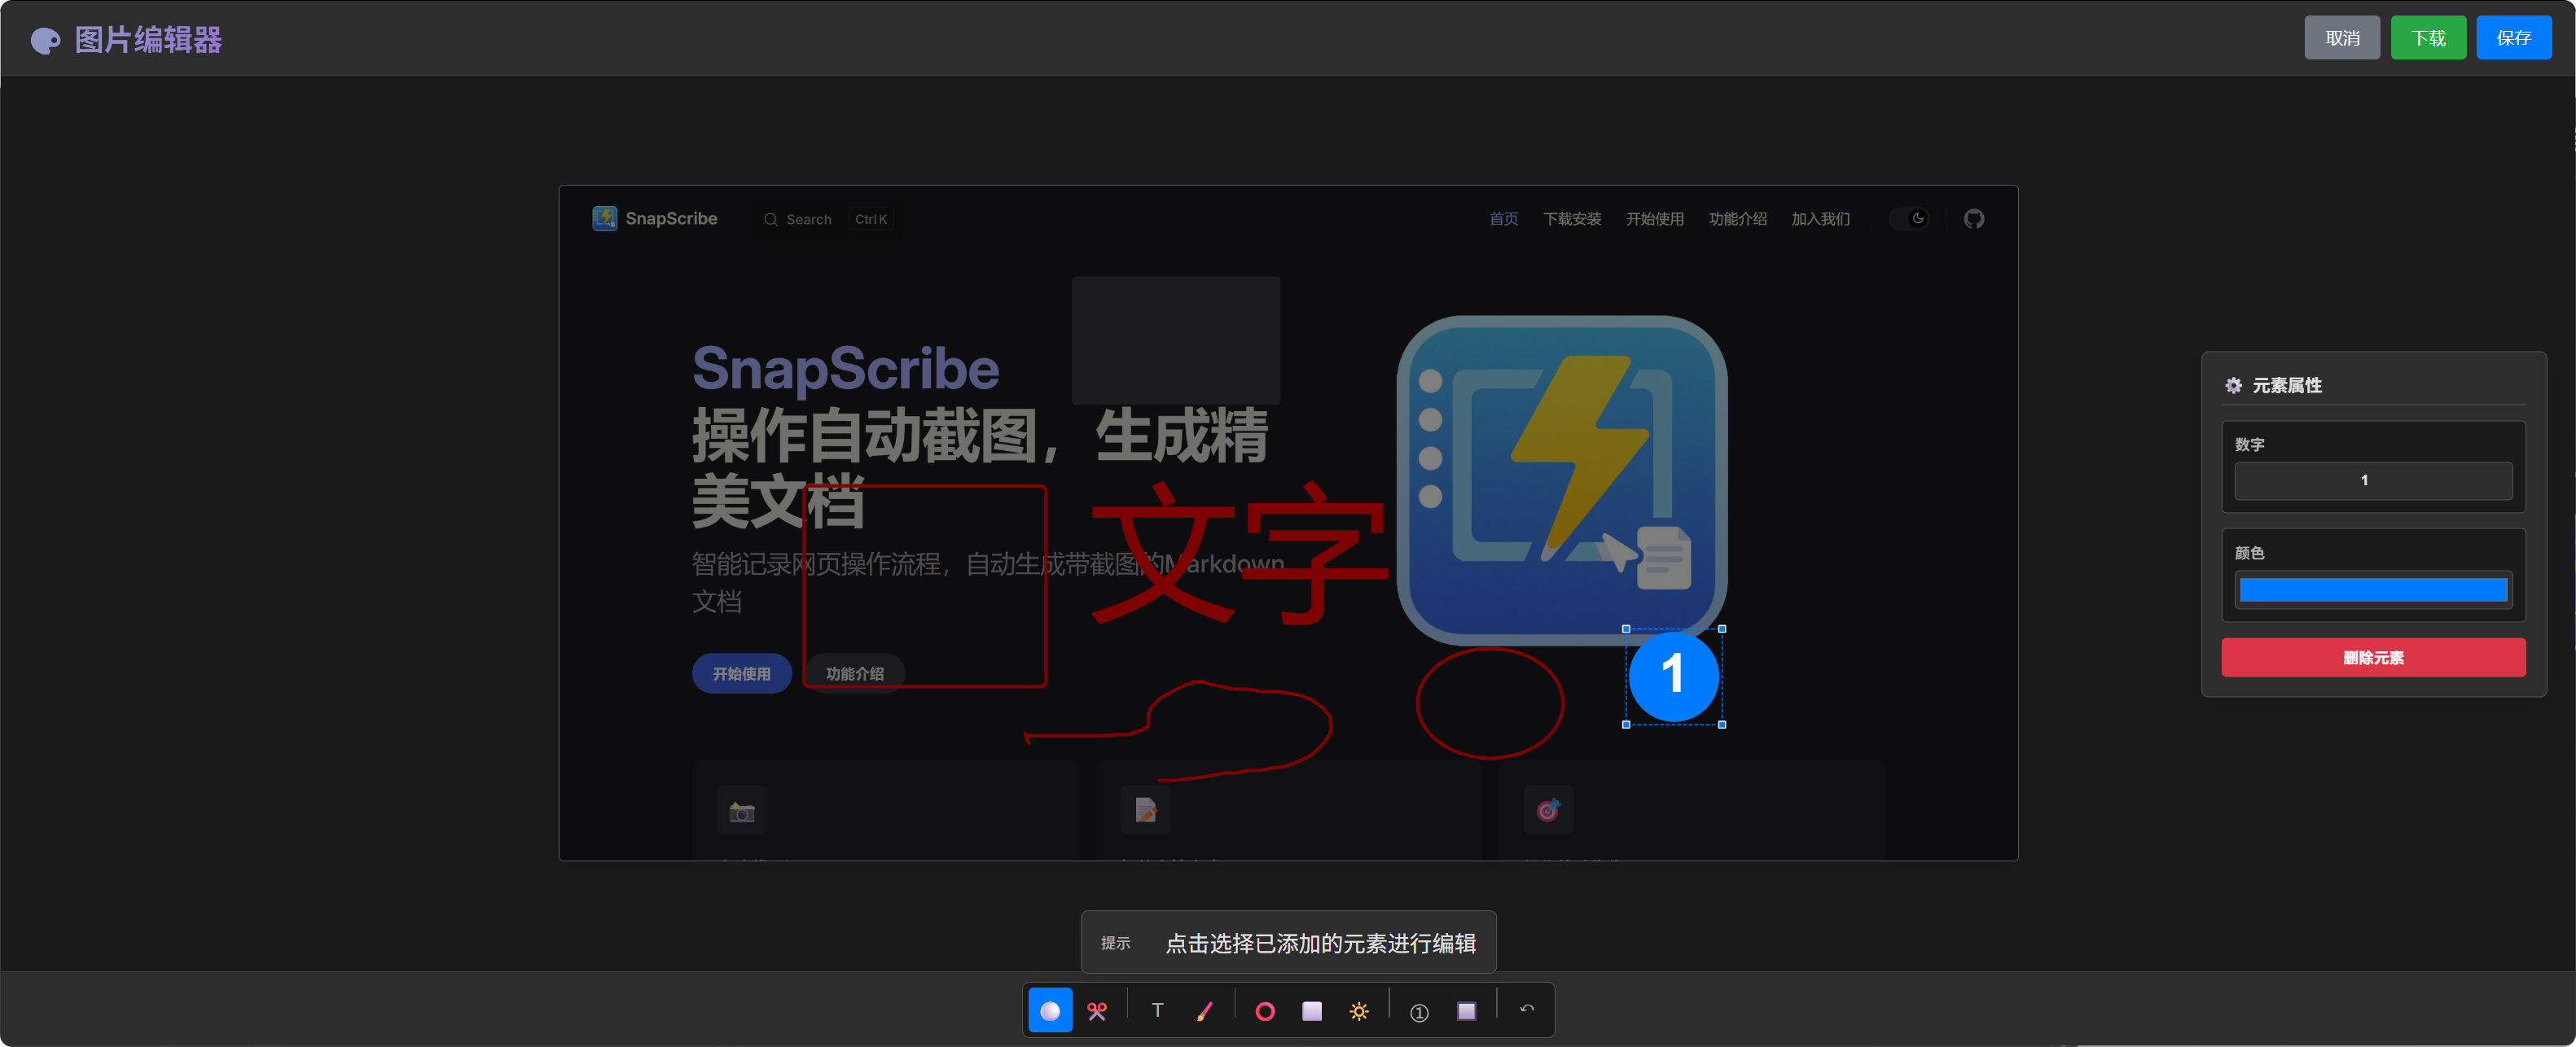 图片编辑器
取消 下载 保存
SnapScribe Search Ctrl K 首页 下载安装 开始使用 功能介绍 加入我们
SnapScribe
操作自动截图，生成精
美文档
文字
智能记录网页操作流程，自动生成带截图的Markdown
文档
开始使用 功能介绍
1
元素属性
数字
1
颜色
删除元素
提示 点击选择已添加的元素进行编辑
T ①